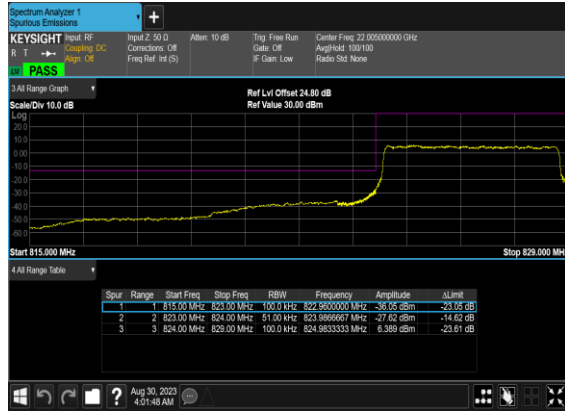 Spectrum Analyzer 1
Spurious Emissions
+
KEYSIGHT Input: RF
R T Coupling: DC
Align: Off
Input Z: 50 Ω
Corrections: Off
Freq Ref: Int (S)
Atten: 10 dB
Trig: Free Run
Gate: Off
IF Gain: Low
Center Freq: 22.005000000 GHz
Avg|Hold: 100/100
Radio Std: None
PASS
3 All Range Graph
Scale/Div 10.0 dB
Ref Lvl Offset 24.80 dB
Ref Value 30.00 dBm
Log
20.0
10.0
0.00
-10.0
-20.0
-30.0
-40.0
-50.0
-60.0
Start 815.000 MHz
Stop 829.000 MH
4 All Range Table
Spur Range Start Freq Stop Freq RBW Frequency Amplitude ΔLimit
1 1 815.00 MHz 823.00 MHz 100.0 kHz 822.9600000 MHz -36.05 dBm -23.05 dB
2 2 823.00 MHz 824.00 MHz 51.00 kHz 823.9866667 MHz -27.62 dBm -14.62 dB
3 3 824.00 MHz 829.00 MHz 100.0 kHz 824.9833333 MHz 6.389 dBm -23.61 dB
?
Aug 30, 2023
4:01:48 AM